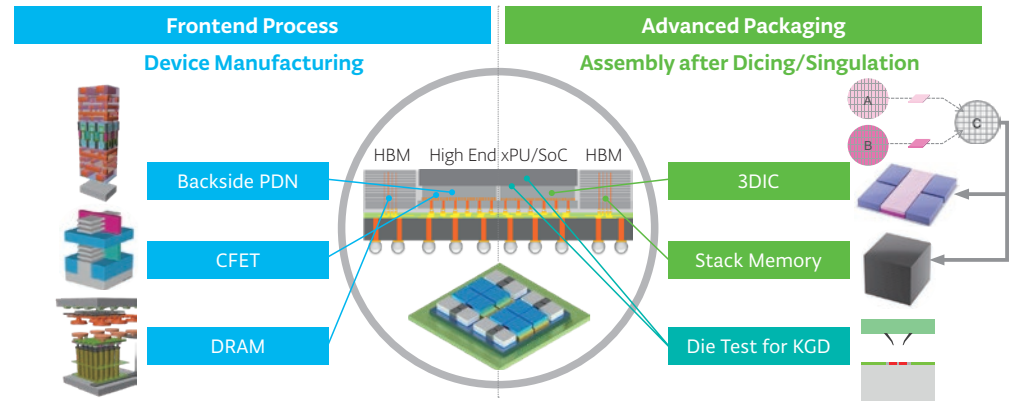 Frontend Process
Advanced Packaging
Device Manufacturing
Assembly after Dicing/Singulation
A
B
C
HBM
High End xPU/SoC
HBM
Backside PDN
3DIC
CFET
Stack Memory
DRAM
Die Test for KGD